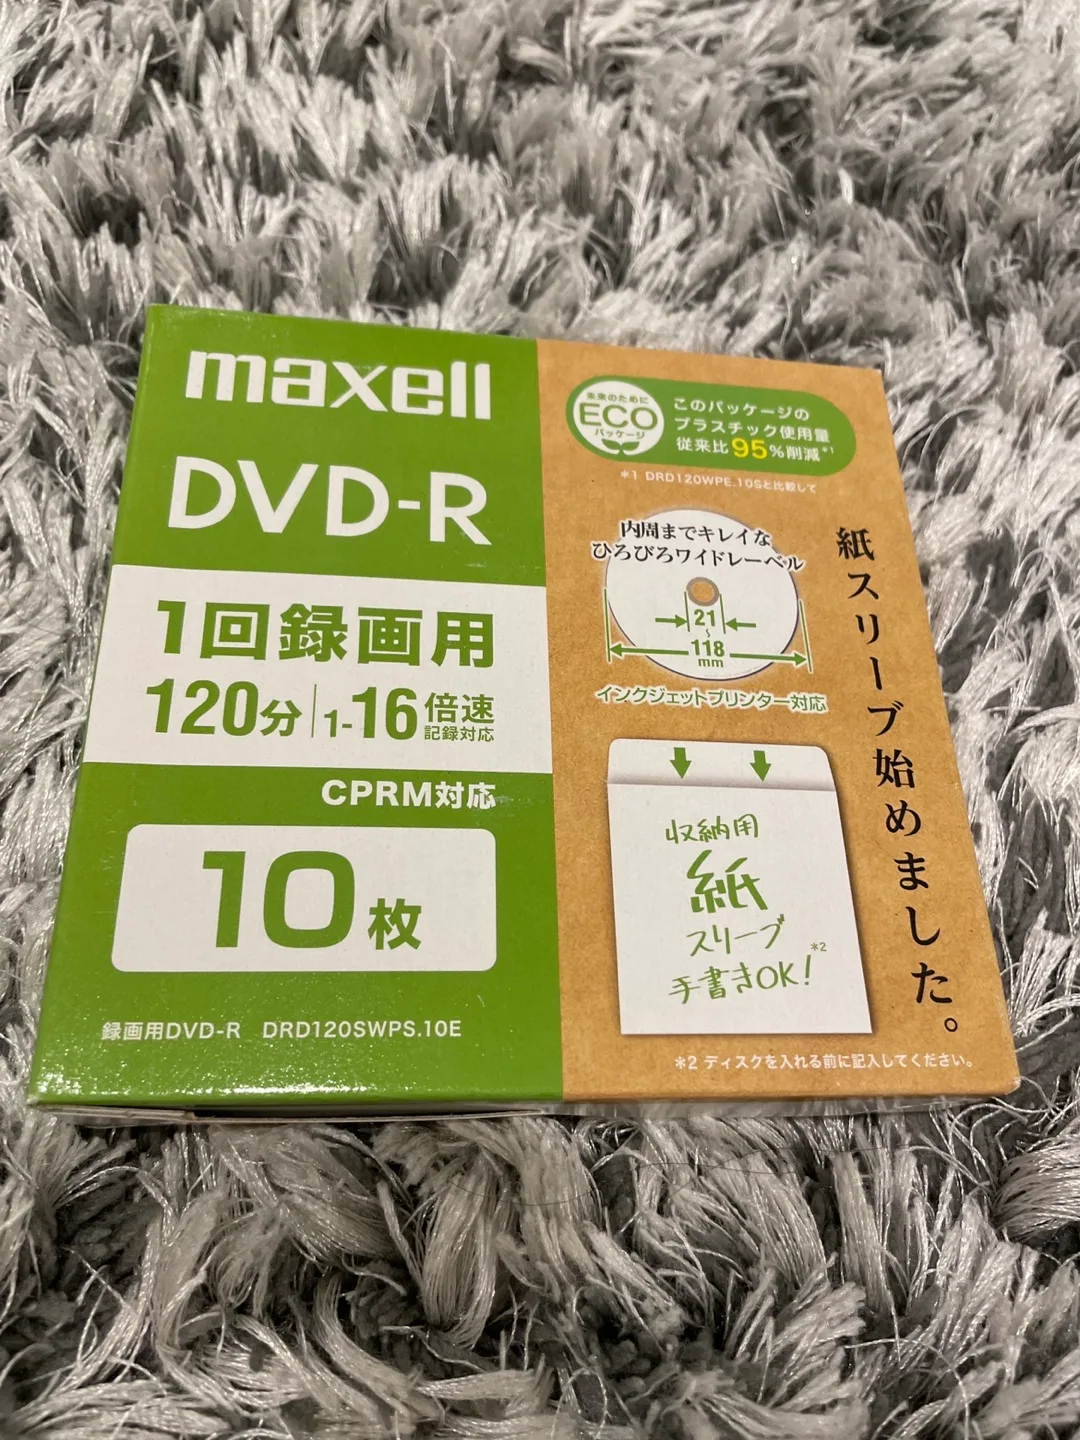 maxell
DVD-R
1回録画用
120分 1-16倍速
記録対応
CPRM対応
10枚
録画用DVD-R DRD120SWPS.10E
未来のために
ECO
パッケージ
このパッケージの
プラスチック使用量
従来比95%削減*1
*1 DRD120WPE.10Sと比較して
内周までキレイな
ひろびろワイドレーベル
21
~
118
mm
インクジェットプリンター対応
紙スリーブ始めました。
収納用
紙
スリーブ
手書きOK!*2
*2 ディスクを入れる前に記入してください。